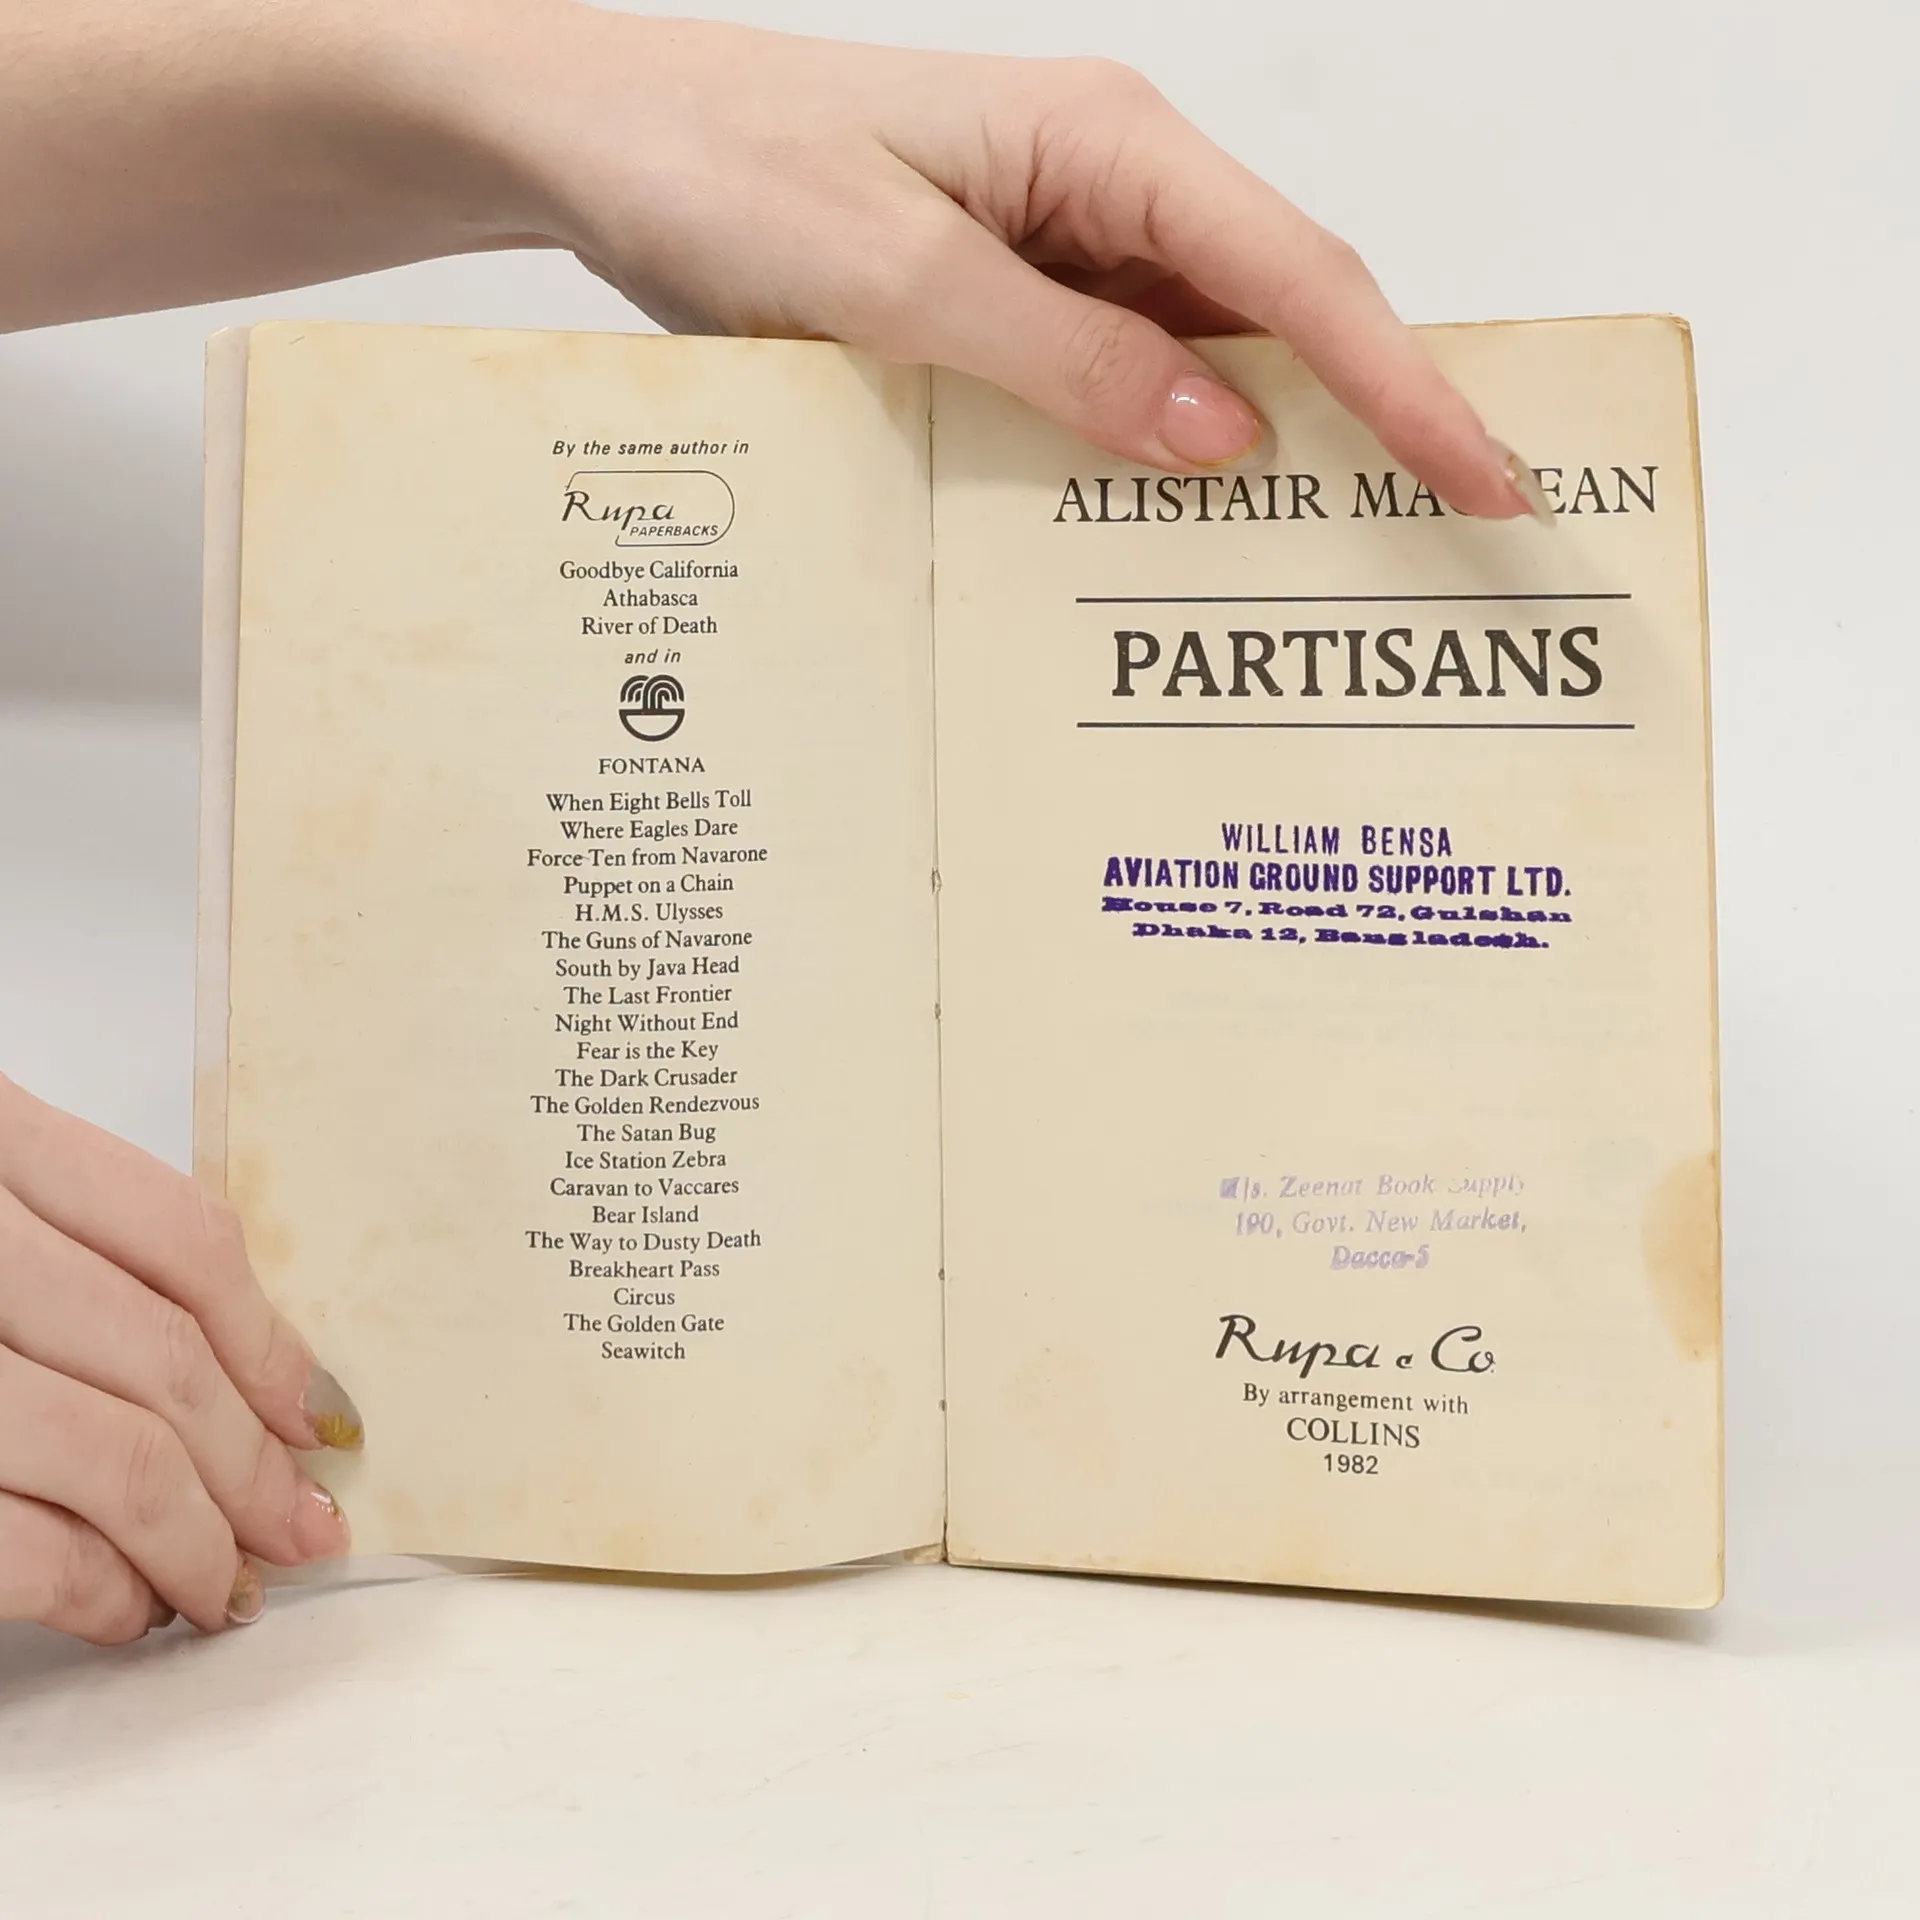 By the same author in
Rupa
PAPERBACKS
Goodbye California
Athabasca
River of Death
and in
FONTANA
When Eight Bells Toll
Where Eagles Dare
Force Ten from Navarone
Puppet on a Chain
H.M.S. Ulysses
The Guns of Navarone
South by Java Head
The Last Frontier
Night Without End
Fear is the Key
The Dark Crusader
The Golden Rendezvous
The Satan Bug
Ice Station Zebra
Caravan to Vaccares
Bear Island
The Way to Dusty Death
Breakheart Pass
Circus
The Golden Gate
Seawitch
ALISTAIR
PARTISANS
WILLIAM BENSA
AVIATION GROUND SUPPORT LTD.
House 7, Road 72, Gulshan
Dhaka 12, Bangladesh.
M/s. Zeenat Book Supply
190, Govt. New Market,
Dacca-5
Rupa & Co.
By arrangement with
COLLINS
1982